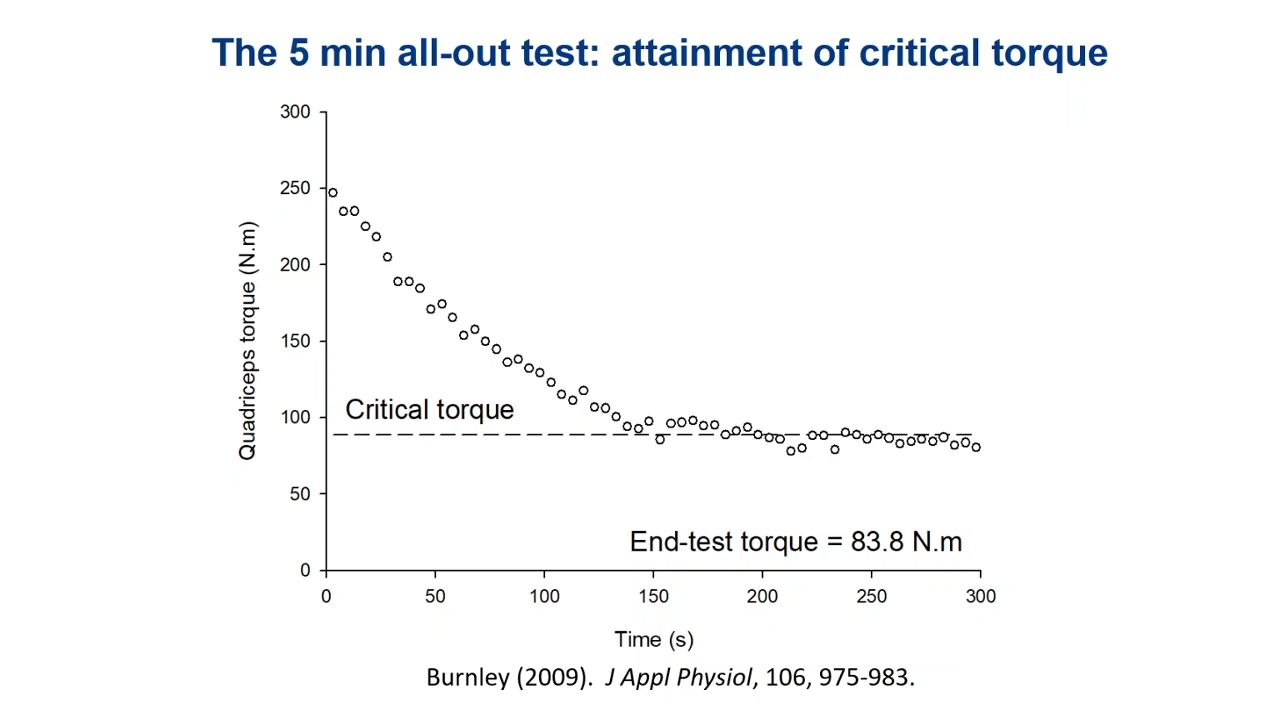 The 5 min all-out test: attainment of critical torque
300
250
200
150
100
50
0
Quadriceps torque (N.m)
Critical torque
End-test torque = 83.8 N.m
0 50 100 150 200 250 300
Time (s)
Burnley (2009). J Appl Physiol, 106, 975-983.